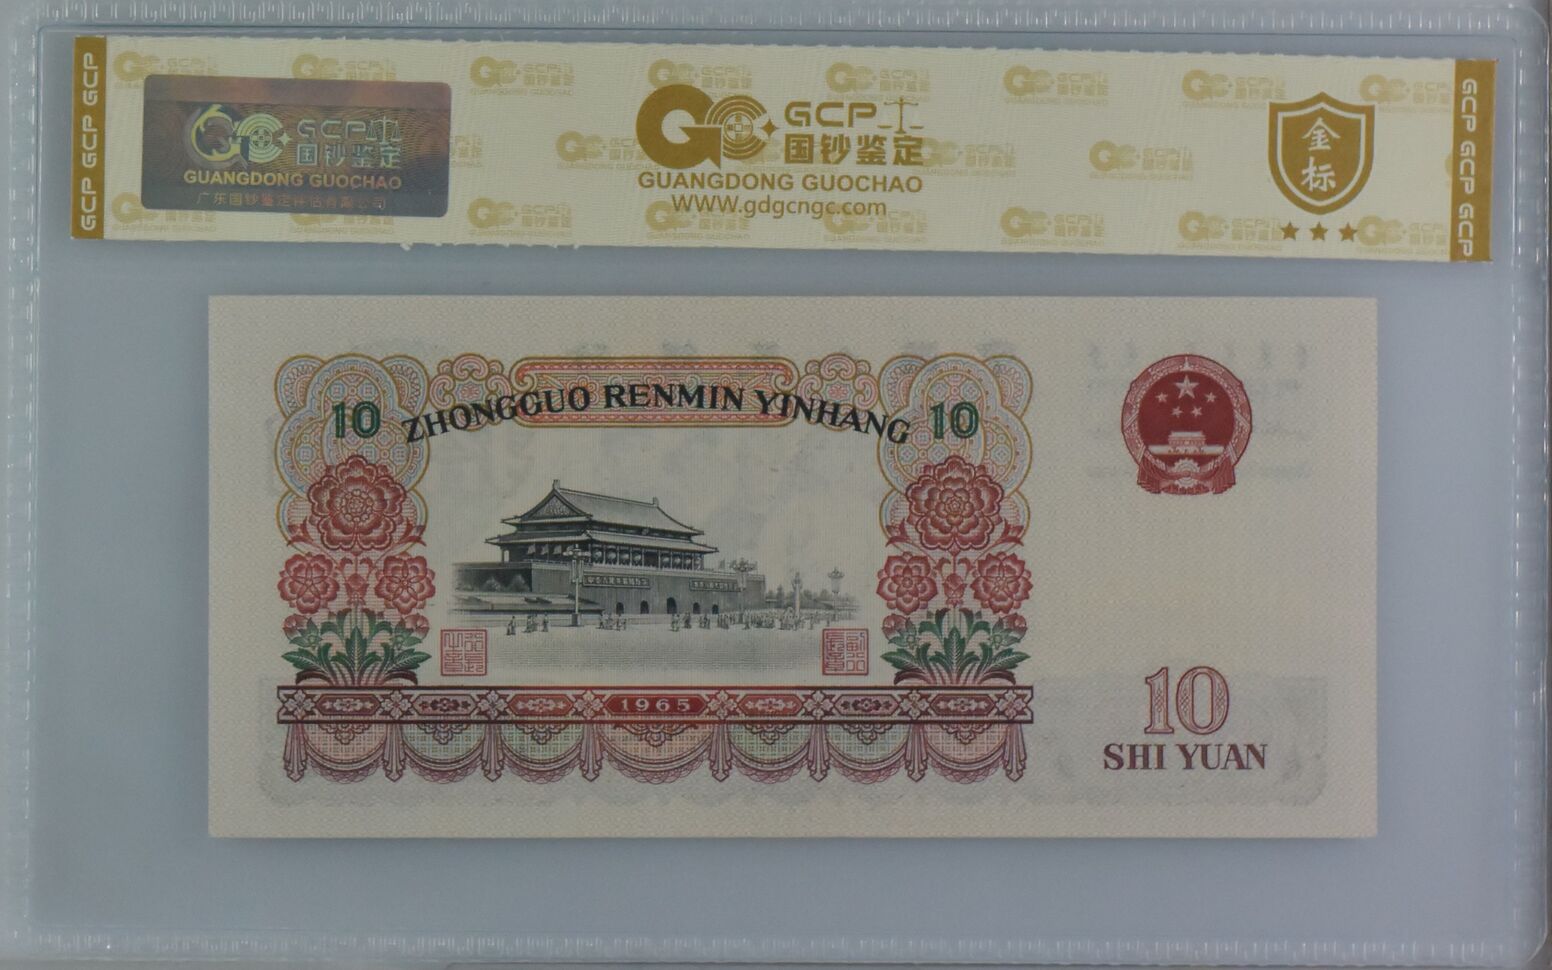 GCP GCP GCP
GCP
国钞鉴定
GUANGDONG GUOCHAO
广东国钞鉴定评估有限公司
GCP
国钞鉴定
GUANGDONG GUOCHAO
WWW.gdgcngc.com
金标
GCP GCP GCP
ZHONGGUO RENMIN YINHANG
10
10
1965
10
SHI YUAN